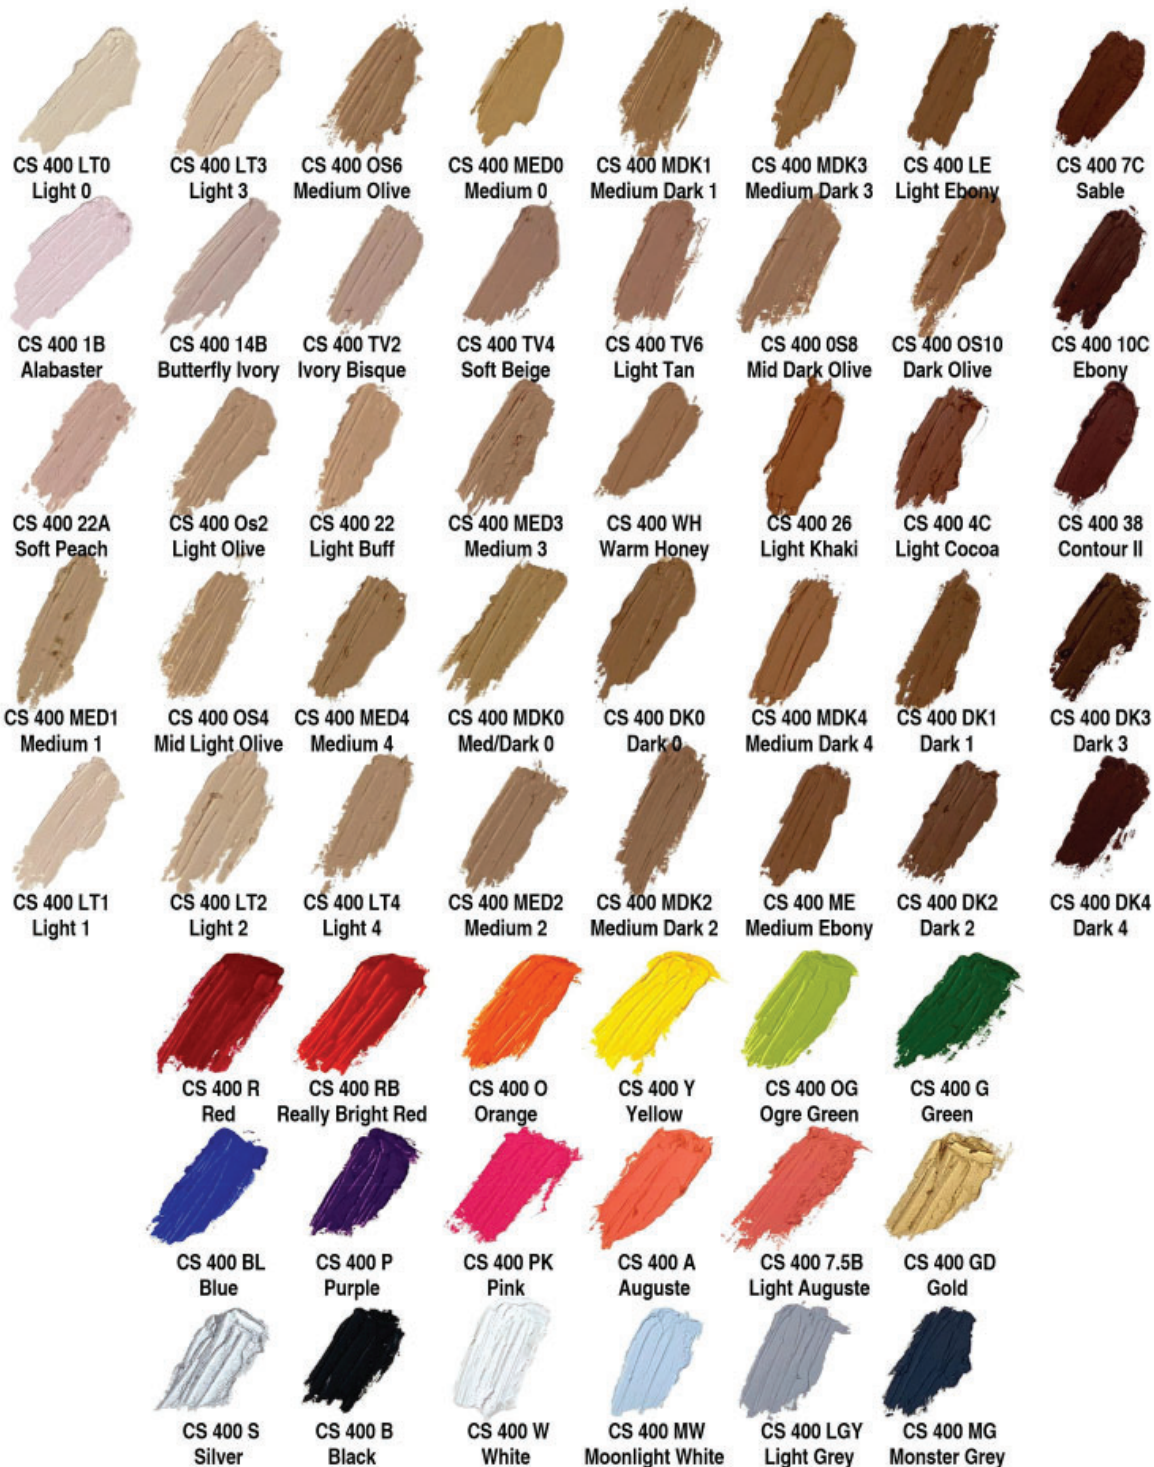 CS 400 LT0
Light 0
CS 400 LT3
Light 3
CS 400 OS6
Medium Olive
CS 400 MED0
Medium 0
CS 400 MDK1
Medium Dark 1
CS 400 MDK3
Medium Dark 3
CS 400 LE
Light Ebony
CS 400 7C
Sable
CS 400 1B
Alabaster
CS 400 14B
Butterfly Ivory
CS 400 TV2
Ivory Bisque
CS 400 TV4
Soft Beige
CS 400 TV6
Light Tan
CS 400 0S8
Mid Dark Olive
CS 400 OS10
Dark Olive
CS 400 10C
Ebony
CS 400 22A
Soft Peach
CS 400 Os2
Light Olive
CS 400 22
Light Buff
CS 400 MED3
Medium 3
CS 400 WH
Warm Honey
CS 400 26
Light Khaki
CS 400 4C
Light Cocoa
CS 400 38
Contour II
CS 400 MED1
Medium 1
CS 400 OS4
Mid Light Olive
CS 400 MED4
Medium 4
CS 400 MDK0
Med/Dark 0
CS 400 DK0
Dark 0
CS 400 MDK4
Medium Dark 4
CS 400 DK1
Dark 1
CS 400 DK3
Dark 3
CS 400 LT1
Light 1
CS 400 LT2
Light 2
CS 400 LT4
Light 4
CS 400 MED2
Medium 2
CS 400 MDK2
Medium Dark 2
CS 400 ME
Medium Ebony
CS 400 DK2
Dark 2
CS 400 DK4
Dark 4
CS 400 R
Red
CS 400 RB
Really Bright Red
CS 400 O
Orange
CS 400 Y
Yellow
CS 400 OG
Ogre Green
CS 400 G
Green
CS 400 BL
Blue
CS 400 P
Purple
CS 400 PK
Pink
CS 400 A
Auguste
CS 400 7.5B
Light Auguste
CS 400 GD
Gold
CS 400 S
Silver
CS 400 B
Black
CS 400 W
White
CS 400 MW
Moonlight White
CS 400 LGY
Light Grey
CS 400 MG
Monster Grey